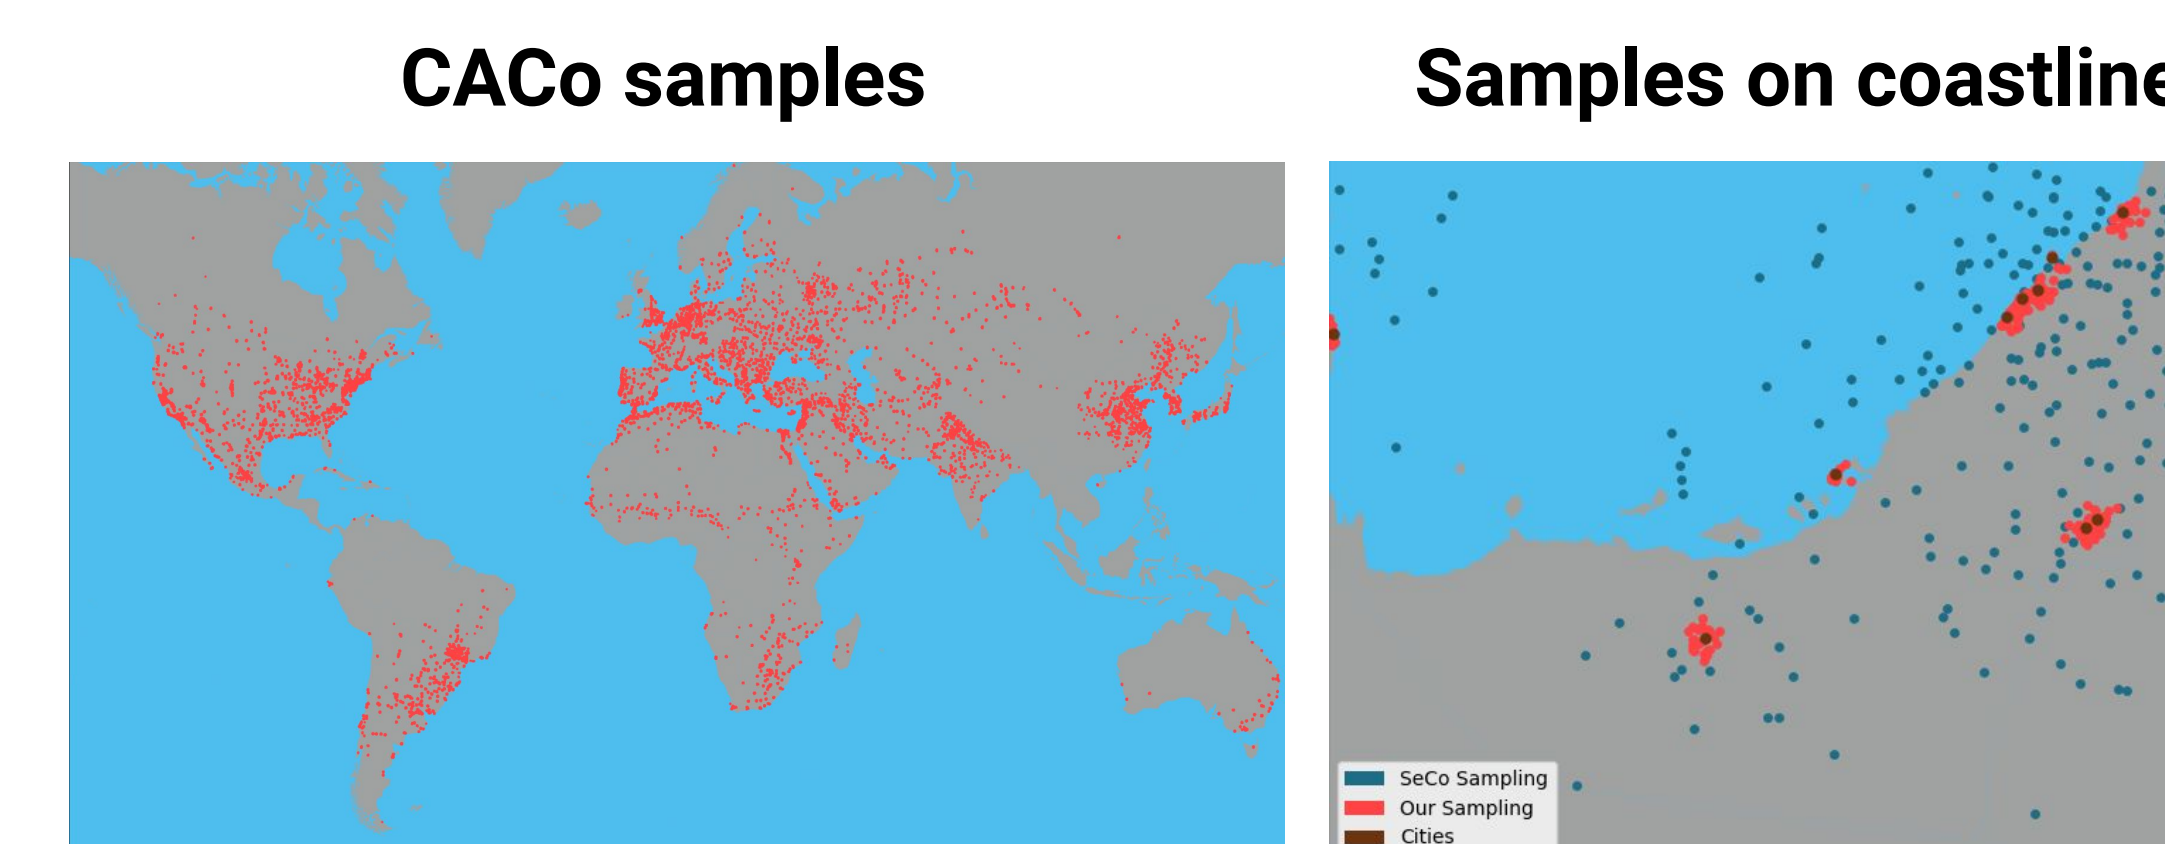 CACo samples
Samples on coastline
SeCo Sampling
Our Sampling
Cities